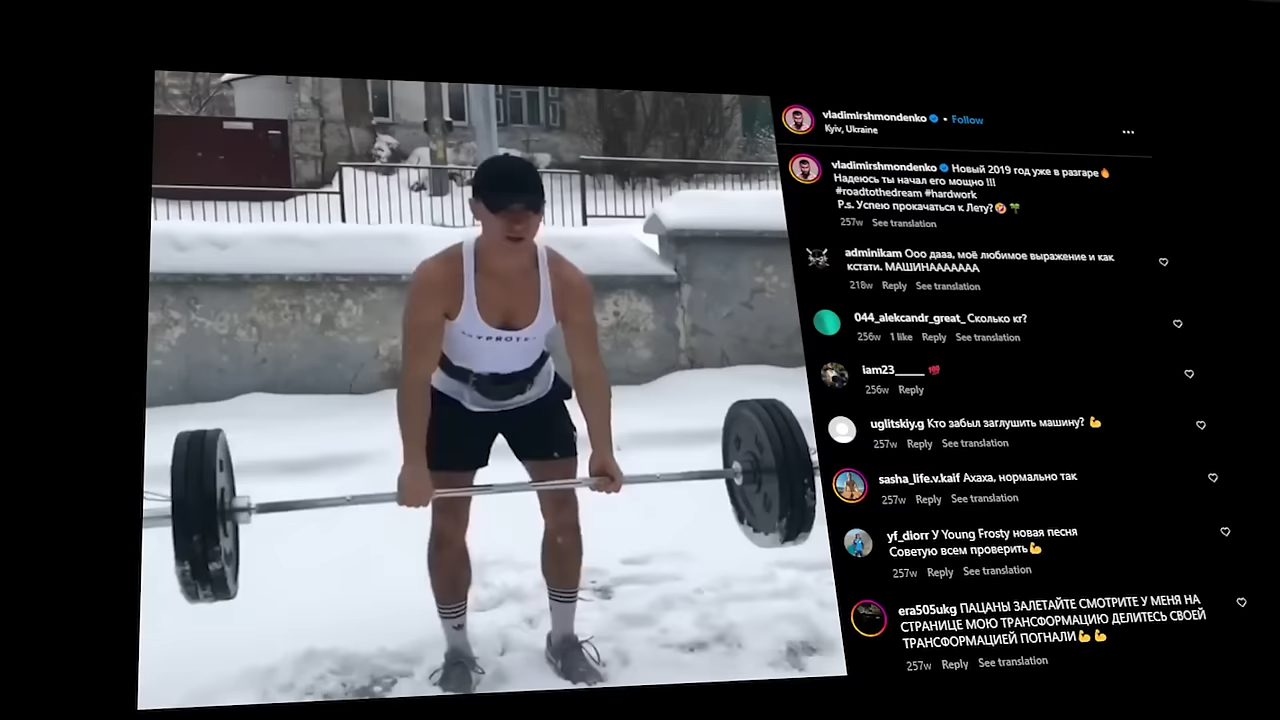 vladimirshmondenko • Follow
Kyiv, Ukraine
vladimirshmondenko Новый 2019 год уже в разгаре🔥
Надеюсь ты начал его мощно !!!
#roadtothedream #hardwork
P.s. Успею прокачаться к Лету?🤣🌴
257w See translation
adminikam Ооо дааа, моё любимое выражение и как
кстати. МАШИНААААААА
218w Reply See translation
044_alekcandr_great_ Сколько кг?
256w 1 like Reply See translation
iam23_____ 💯
256w Reply
uglitskiy.g Кто забыл заглушить машину? 💪
257w Reply See translation
sasha_life.v.kaif Ахаха, нормально так
257w Reply See translation
yf_diorr У Young Frosty новая песня
Советую всем проверить💪
257w Reply See translation
era505ukg ПАЦАНЫ ЗАЛЕТАЙТЕ СМОТРИТЕ У МЕНЯ НА
СТРАНИЦЕ МОЮ ТРАНСФОРМАЦИЮ ДЕЛИТЕСЬ СВОЕЙ
ТРАНСФОРМАЦИЕЙ ПОГНАЛИ💪💪
257w Reply See translation